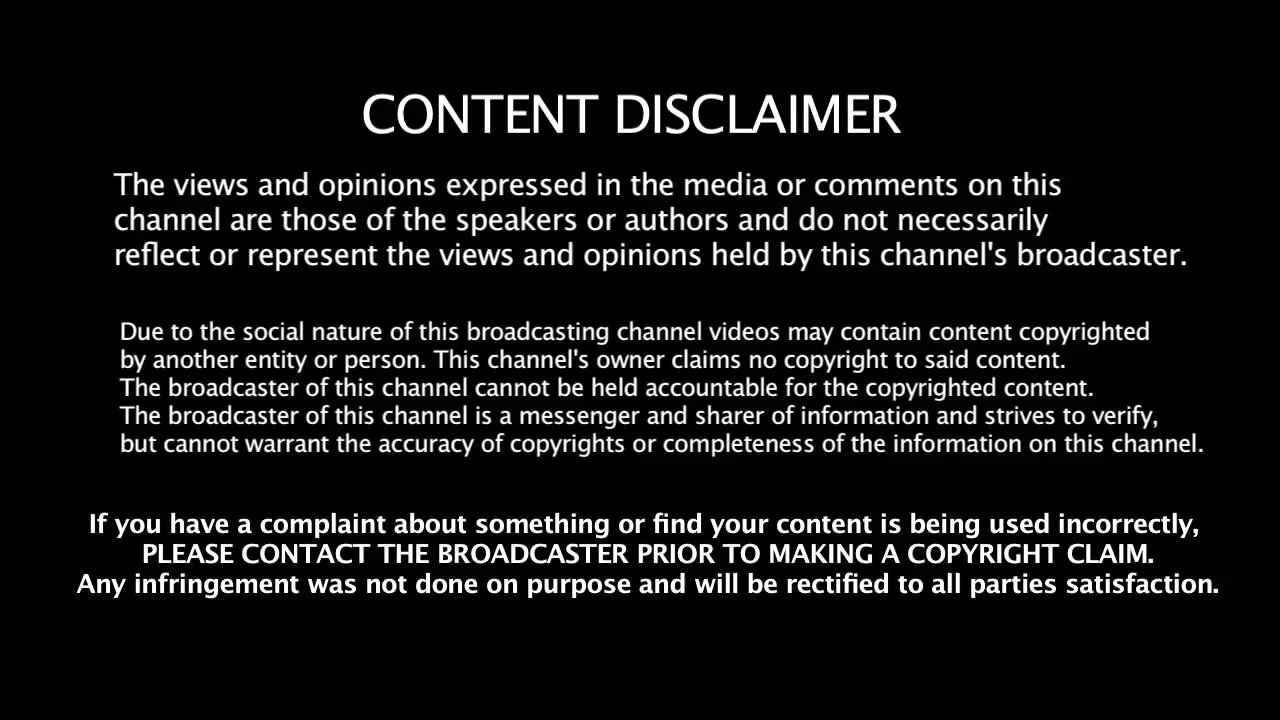 CONTENT DISCLAIMER
The views and opinions expressed in the media or comments on this
channel are those of the speakers or authors and do not necessarily
reflect or represent the views and opinions held by this channel's broadcaster.
Due to the social nature of this broadcasting channel videos may contain content copyrighted
by another entity or person. This channel's owner claims no copyright to said content.
The broadcaster of this channel cannot be held accountable for the copyrighted content.
The broadcaster of this channel is a messenger and sharer of information and strives to verify,
but cannot warrant the accuracy of copyrights or completeness of the information on this channel.
If you have a complaint about something or find your content is being used incorrectly,
PLEASE CONTACT THE BROADCASTER PRIOR TO MAKING A COPYRIGHT CLAIM.
Any infringement was not done on purpose and will be rectified to all parties satisfaction.